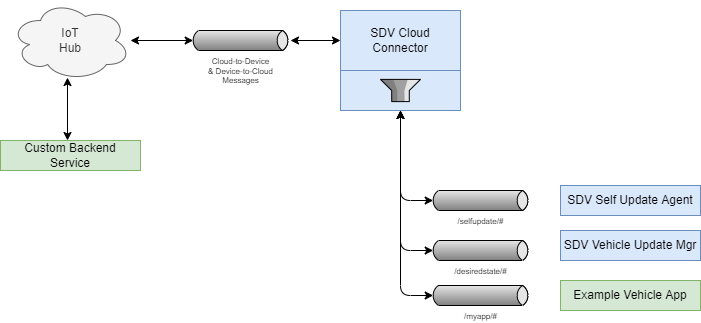 IoT
Hub
Cloud-to-Device
& Device-to-Cloud
Messages
SDV Cloud
Connector
Custom Backend
Service
/selfupdate/#
SDV Self Update Agent
/desiredstate/#
SDV Vehicle Update Mgr
/myapp/#
Example Vehicle App